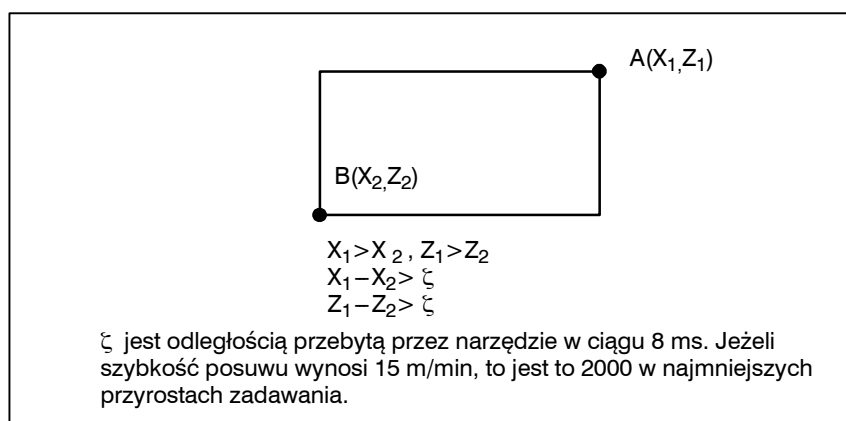 A(X₁,Z₁)
B(X₂,Z₂)
X₁>X ₂ , Z₁>Z₂
X₁−X₂> ζ
Z₁−Z₂> ζ
ζ jest odległością przebytą przez narzędzie w ciągu 8 ms. Jeżeli
szybkość posuwu wynosi 15 m/min, to jest to 2000 w najmniejszych
przyrostach zadawania.